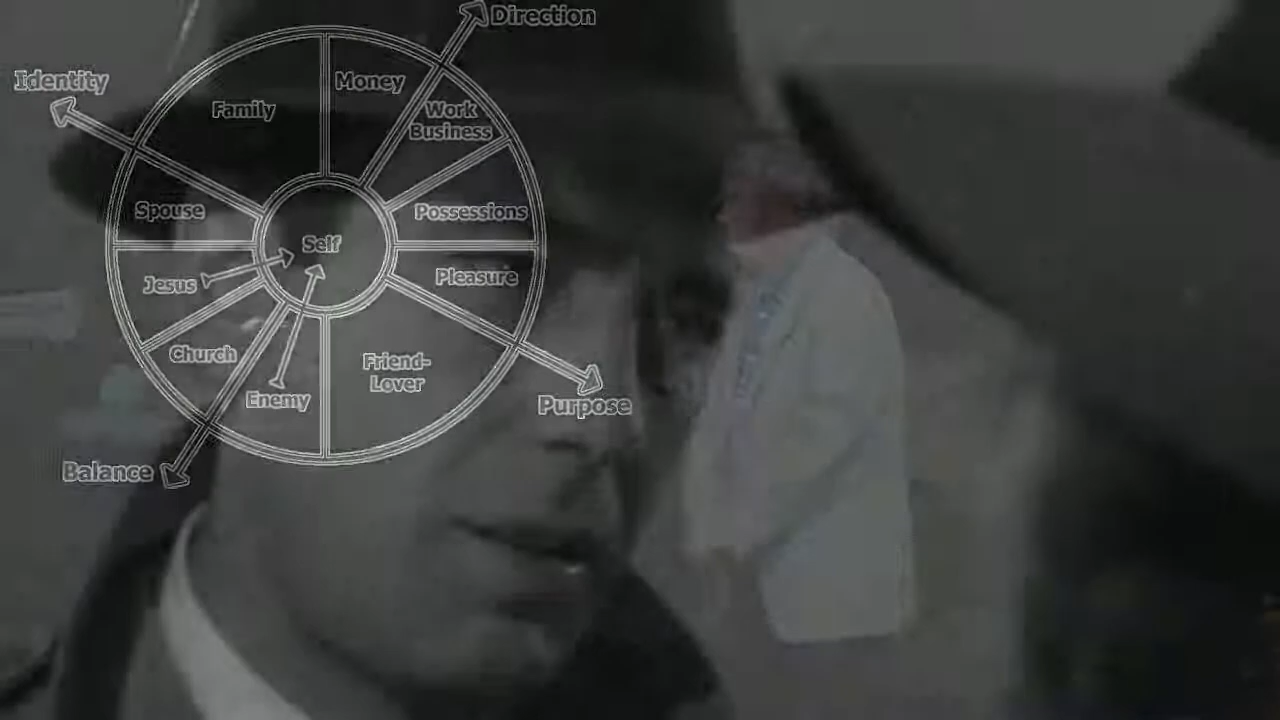 Direction
Identity
Money
Family
Work
Business
Spouse
Possessions
Self
Jesus
Pleasure
Church
Friend-
Lover
Enemy
Purpose
Balance